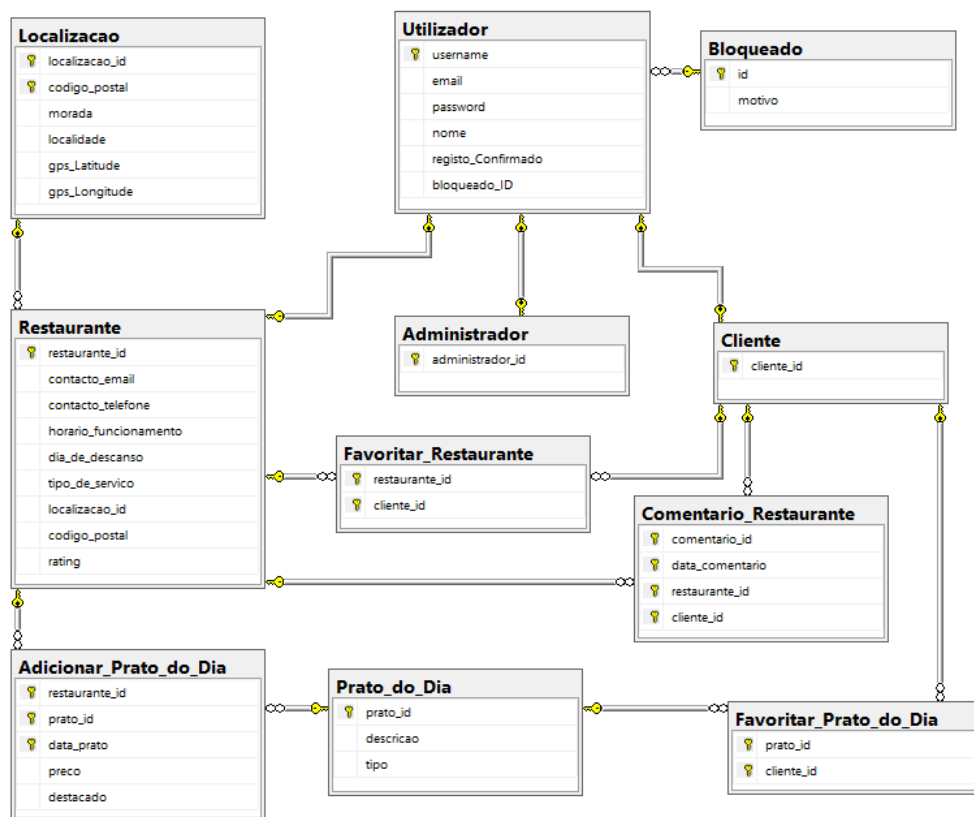 Localizacao
localizacao_id
codigo_postal
morada
localidade
gps_Latitude
gps_Longitude
Utilizador
username
email
password
nome
registo_Confirmado
bloqueado_ID
Bloqueado
id
motivo
Restaurante
restaurante_id
contacto_email
contacto_telefone
horario_funcionamento
dia_de_descanso
tipo_de_servico
localizacao_id
codigo_postal
rating
Administrador
administrador_id
Cliente
cliente_id
Favoritar_Restaurante
restaurante_id
cliente_id
Comentario_Restaurante
comentario_id
data_comentario
restaurante_id
cliente_id
Adicionar_Prato_do_Dia
restaurante_id
prato_id
data_prato
preco
destacado
Prato_do_Dia
prato_id
descricao
tipo
Favoritar_Prato_do_Dia
prato_id
cliente_id